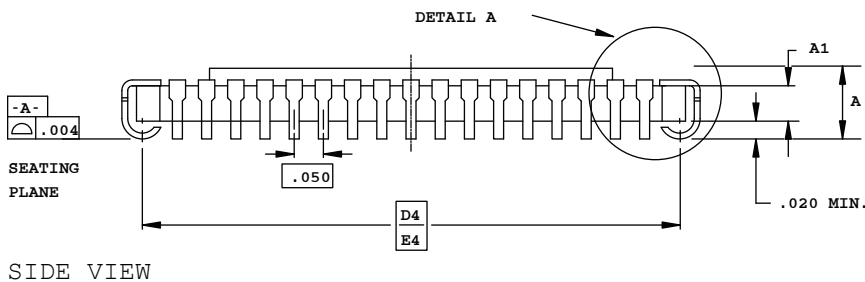 DETAIL A
A1
-A-
A
.004
SEATING
PLANE
.050
.020 MIN.
D4
E4
SIDE VIEW